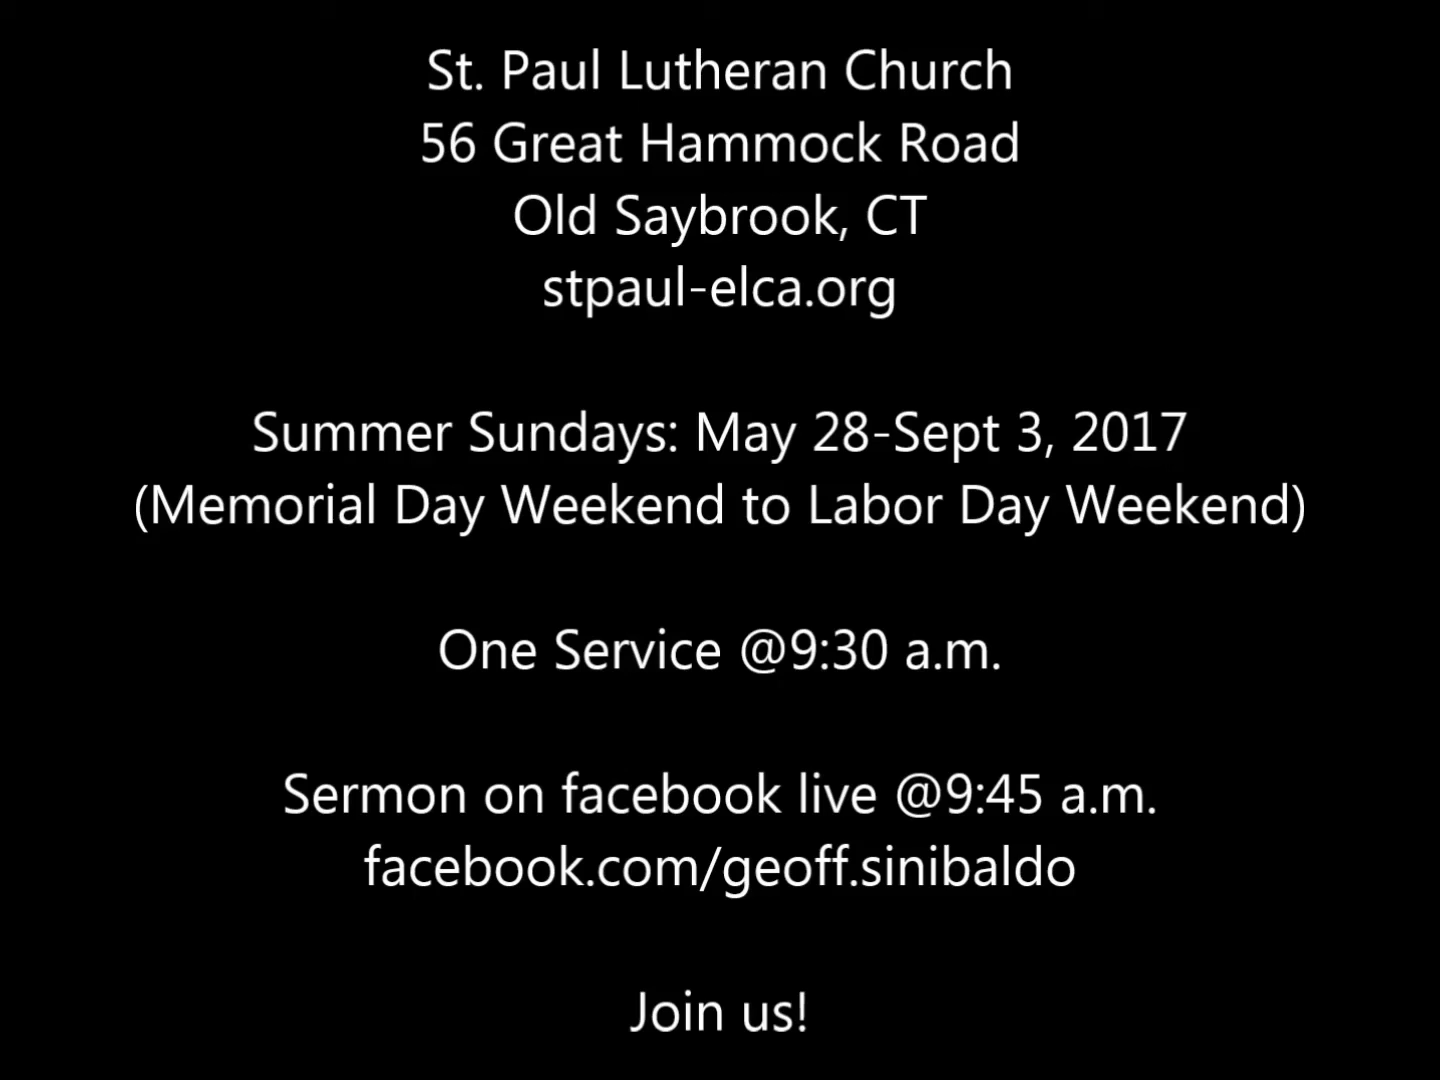 St. Paul Lutheran Church
56 Great Hammock Road
Old Saybrook, CT
stpaul-elca.org
Summer Sundays: May 28-Sept 3, 2017
(Memorial Day Weekend to Labor Day Weekend)
One Service @9:30 a.m.
Sermon on facebook live @9:45 a.m.
facebook.com/geoff.sinibaldo
Join us!